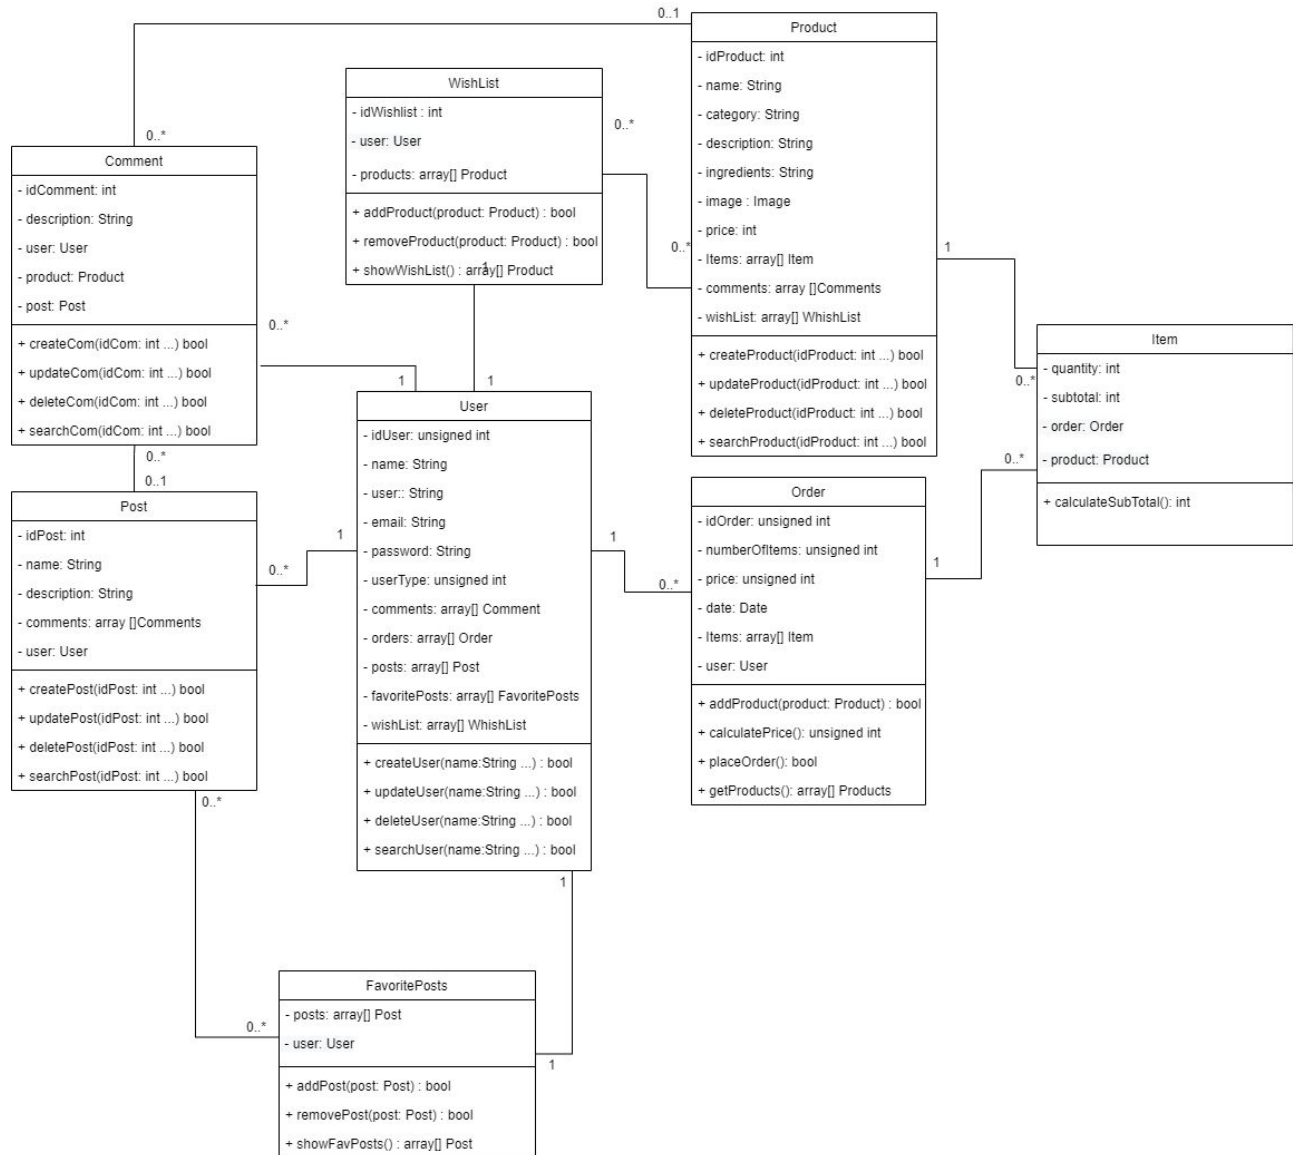 0..1
Product
- idProduct: int
- name: String
- category: String
- description: String
- ingredients: String
- image : Image
- price: int
- Items: array[] Item
- comments: array []Comments
- wishList: array[] WhishList
+ createProduct(idProduct: int ...) bool
+ updateProduct(idProduct: int ...) bool
+ deleteProduct(idProduct: int ...) bool
+ searchProduct(idProduct: int ...) bool
WishList
- idWishlist : int
- user: User
- products: array[] Product
+ addProduct(product: Product) : bool
+ removeProduct(product: Product) : bool
+ showWishList() : array[] Product
0..*
0..*
1
1
0..*
Comment
- idComment: int
- description: String
- user: User
- product: Product
- post: Post
+ createCom(idCom: int ...) bool
+ updateCom(idCom: int ...) bool
+ deleteCom(idCom: int ...) bool
+ searchCom(idCom: int ...) bool
0..*
1
0..*
0..1
Post
- idPost: int
- name: String
- description: String
- comments: array []Comments
- user: User
+ createPost(idPost: int ...) bool
+ updatePost(idPost: int ...) bool
+ deletePost(idPost: int ...) bool
+ searchPost(idPost: int ...) bool
0..*
1
0..*
User
- idUser: unsigned int
- name: String
- user:: String
- email: String
- password: String
- userType: unsigned int
- comments: array[] Comment
- orders: array[] Order
- posts: array[] Post
- favoritePosts: array[] FavoritePosts
- wishList: array[] WhishList
+ createUser(name:String ...) : bool
+ updateUser(name:String ...) : bool
+ deleteUser(name:String ...) : bool
+ searchUser(name:String ...) : bool
1
1
0..*
Order
- idOrder: unsigned int
- numberOfItems: unsigned int
- price: unsigned int
- date: Date
- Items: array[] Item
- user: User
+ addProduct(product: Product) : bool
+ calculatePrice(): unsigned int
+ placeOrder(): bool
+ getProducts(): array[] Products
1
0..*
1
0..*
Item
- quantity: int
- subtotal: int
- order: Order
- product: Product
+ calculateSubTotal(): int
0..*
1
FavoritePosts
- posts: array[] Post
- user: User
+ addPost(post: Post) : bool
+ removePost(post: Post) : bool
+ showFavPosts() : array[] Post